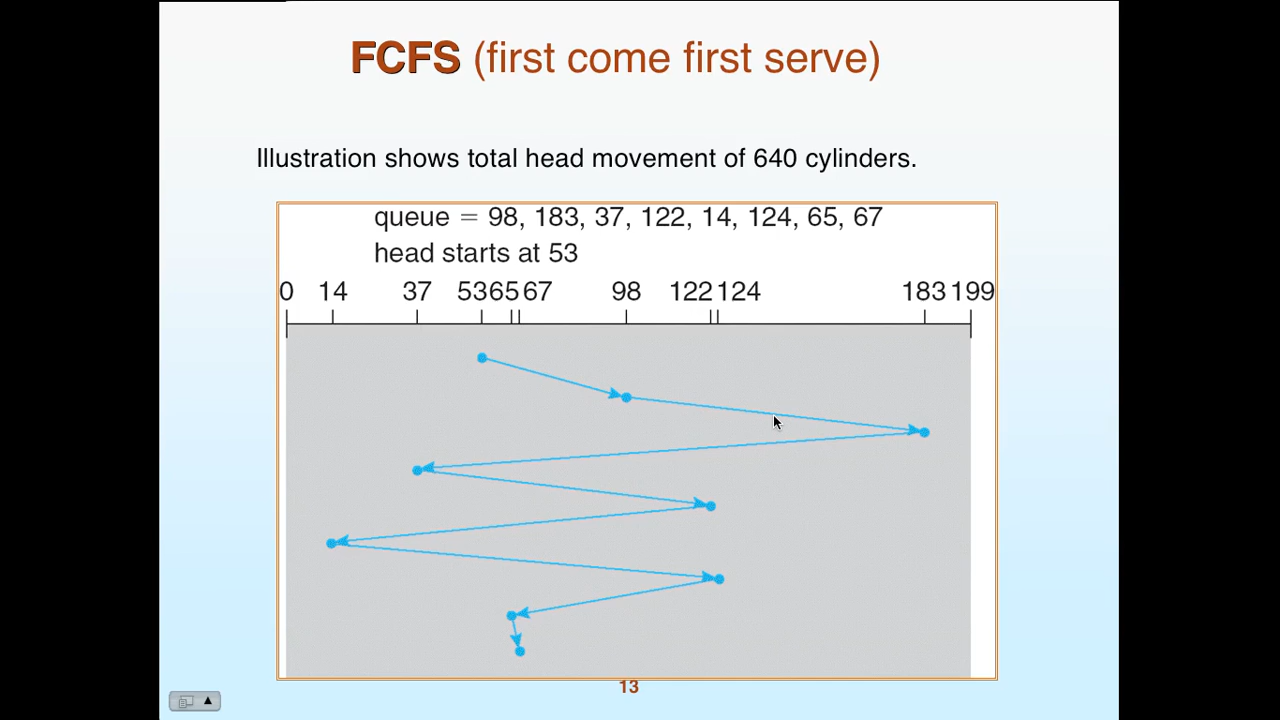 FCFS (first come first serve)
Illustration shows total head movement of 640 cylinders.
queue = 98, 183, 37, 122, 14, 124, 65, 67
head starts at 53
0 14 37 53 65 67 98 122 124 183 199
13